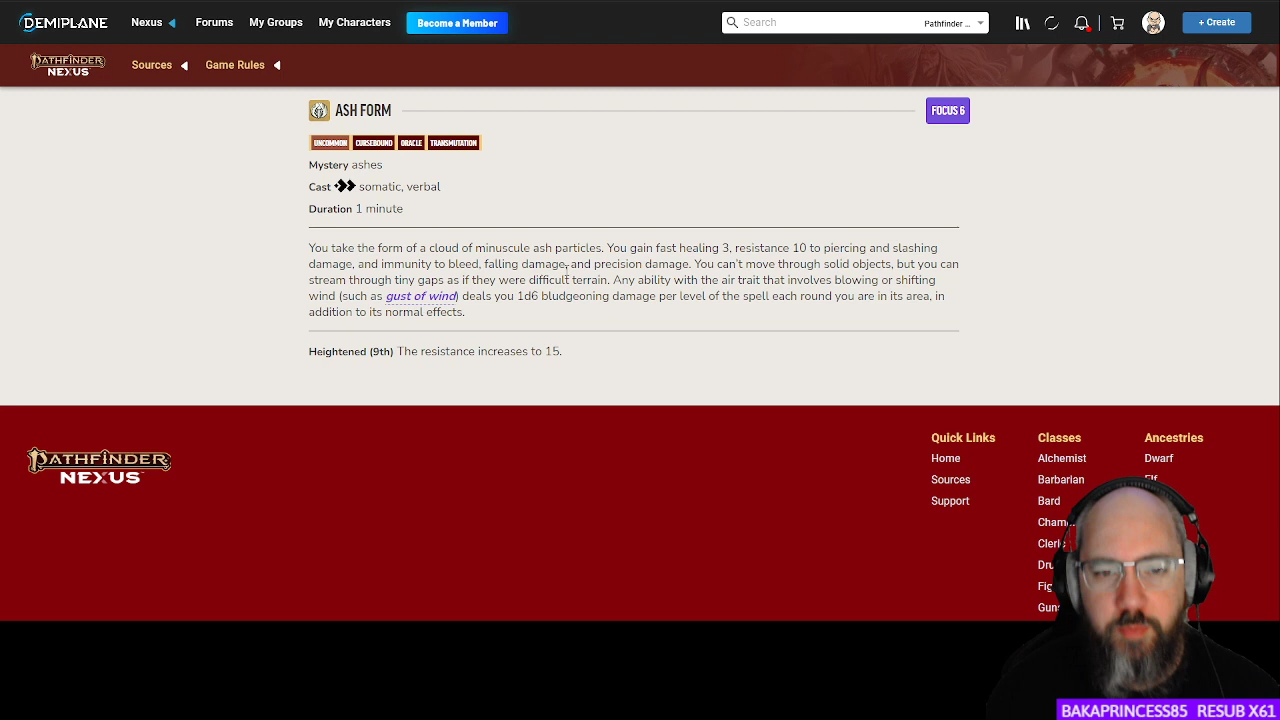 DEMIPLANE Nexus Forums My Groups My Characters Become a Member Search Pathfinder ... + Create
PATHFINDER NEXUS Sources Game Rules
ASH FORM FOCUS 6
UNCOMMON CURSEBOUND ORACLE TRANSMUTATION
Mystery ashes
Cast somatic, verbal
Duration 1 minute
You take the form of a cloud of minuscule ash particles. You gain fast healing 3, resistance 10 to piercing and slashing
damage, and immunity to bleed, falling damage, and precision damage. You can't move through solid objects, but you can
stream through tiny gaps as if they were difficult terrain. Any ability with the air trait that involves blowing or shifting
wind (such as gust of wind) deals you 1d6 bludgeoning damage per level of the spell each round you are in its area, in
addition to its normal effects.
Heightened (9th) The resistance increases to 15.
PATHFINDER
NEXUS
Quick Links
Home
Sources
Support
Classes
Alchemist
Barbarian
Bard
Cham
Cleric
Dru
Fig
Guns
Ancestries
Dwarf
Elf
BAKAPRINCESS85 RESUB X61